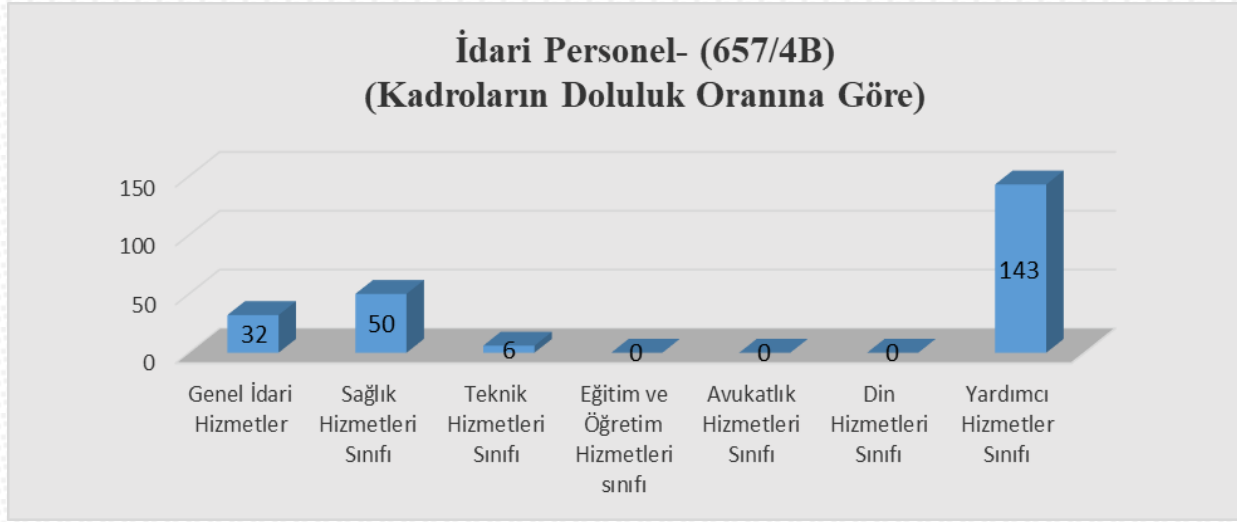 İdari Personel- (657/4B)
(Kadroların Doluluk Oranına Göre)
150
100
50
0
32
50
6
0
0
0
143
Genel İdari
Hizmetler
Sağlık
Hizmetleri
Sınıfı
Teknik
Hizmetleri
Sınıfı
Eğitim ve
Öğretim
Hizmetleri
sınıfı
Avukatlık
Hizmetleri
Sınıfı
Din
Hizmetleri
Sınıfı
Yardımcı
Hizmetler
Sınıfı